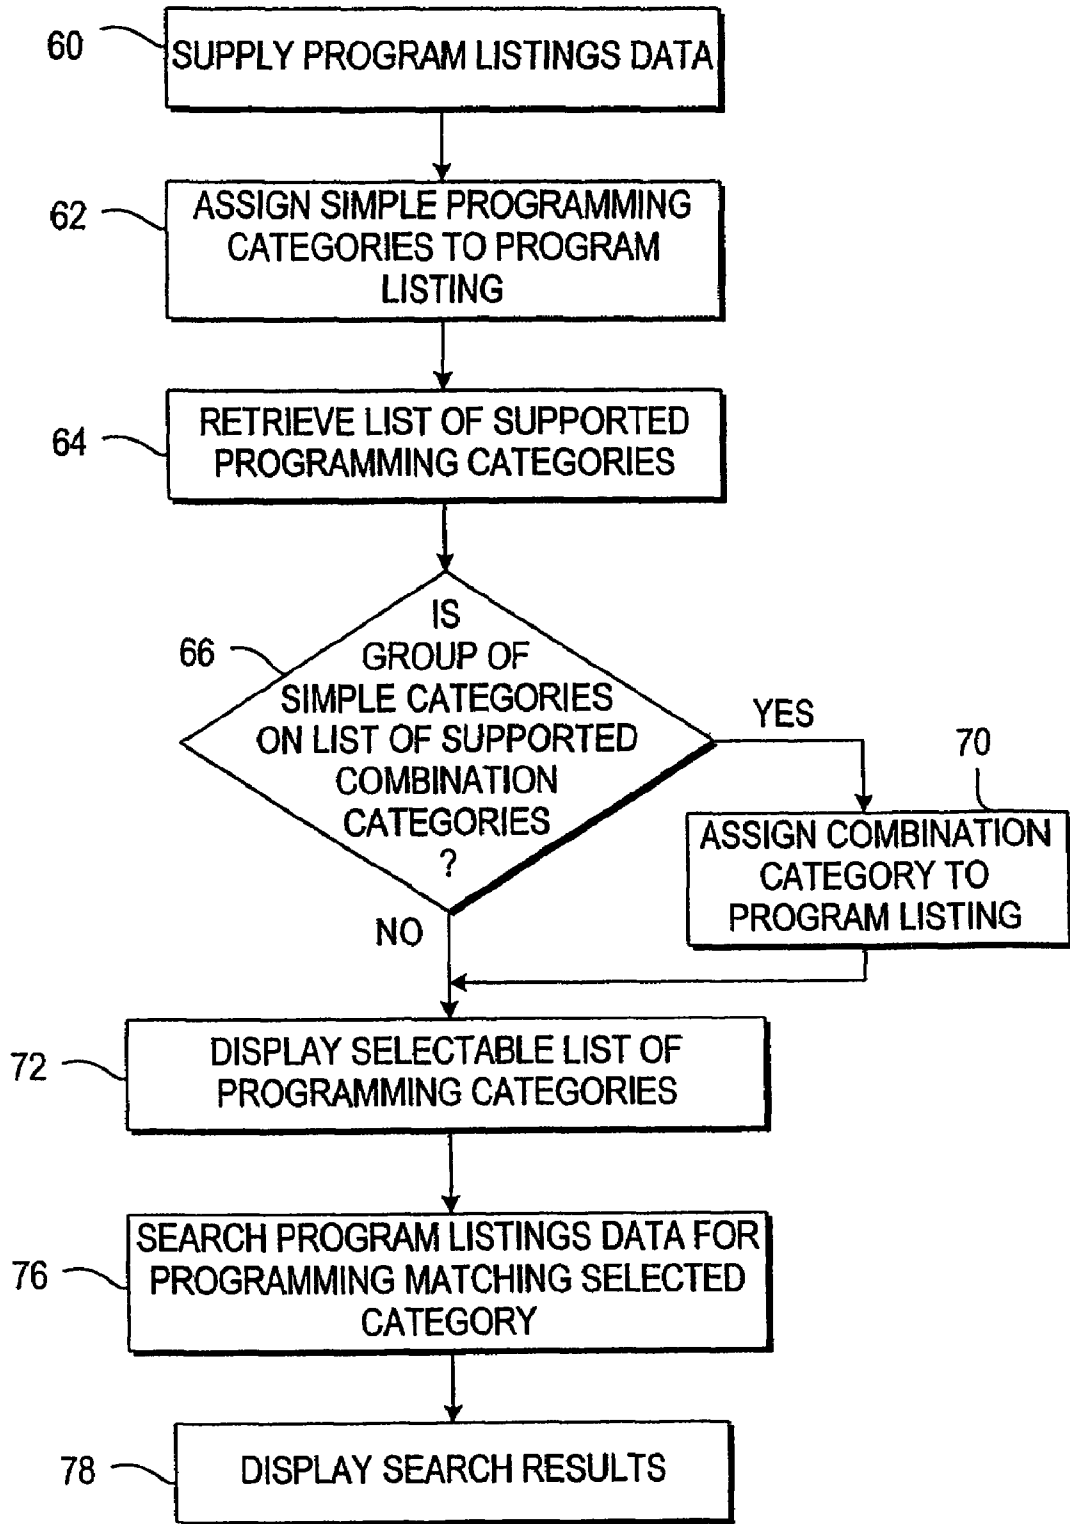 60
SUPPLY PROGRAM LISTINGS DATA
62
ASSIGN SIMPLE PROGRAMMING
CATEGORIES TO PROGRAM
LISTING
64
RETRIEVE LIST OF SUPPORTED
PROGRAMMING CATEGORIES
66
IS
GROUP OF
SIMPLE CATEGORIES
ON LIST OF SUPPORTED
COMBINATION
CATEGORIES
?
YES
70
ASSIGN COMBINATION
CATEGORY TO
PROGRAM LISTING
NO
72
DISPLAY SELECTABLE LIST OF
PROGRAMMING CATEGORIES
76
SEARCH PROGRAM LISTINGS DATA FOR
PROGRAMMING MATCHING SELECTED
CATEGORY
78
DISPLAY SEARCH RESULTS